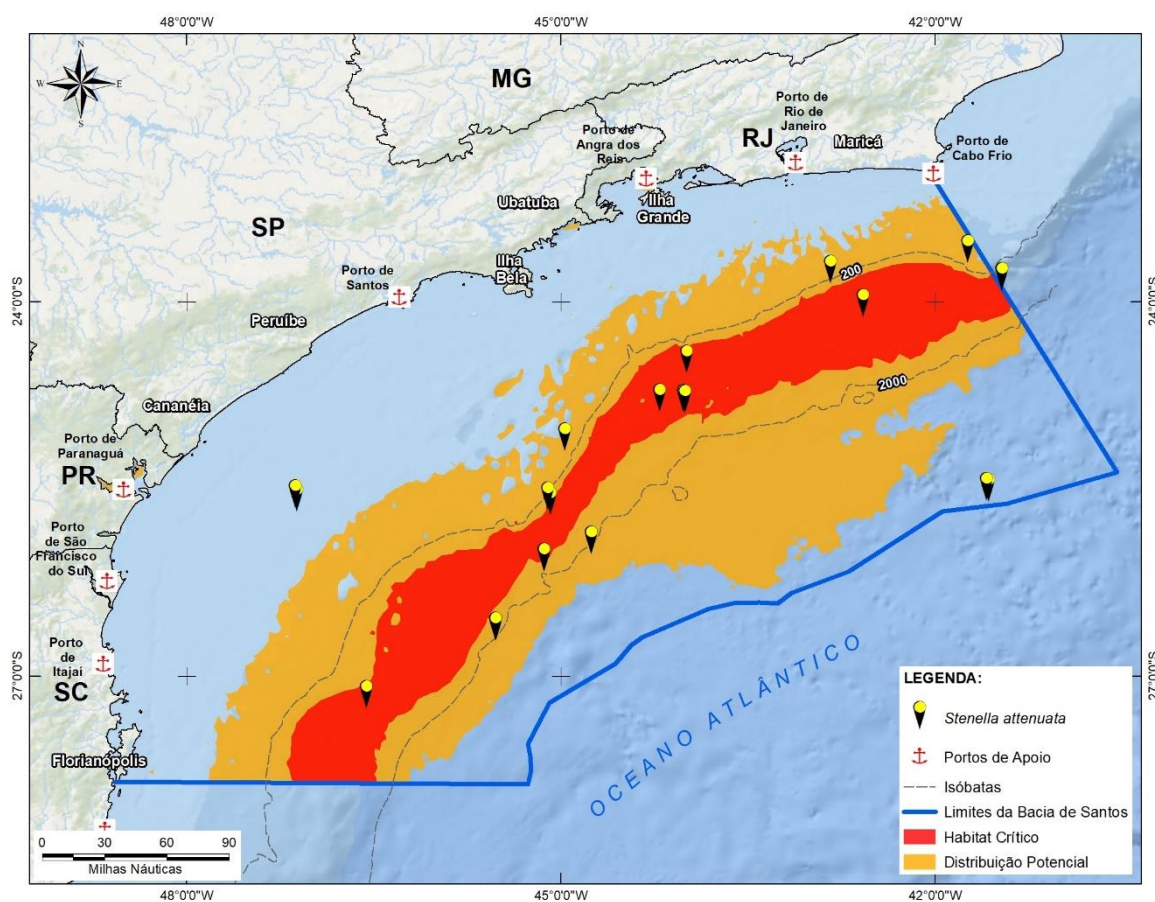 48°0'0"W
45°0'0"W
42°0'0"W
N
W
E
S
MG
Porto de
Rio de
Janeiro
Porto de
Angra dos
Reis
RJ
Maricá
Porto de
Cabo Frio
Ubatuba
Ilha
Grande
SP
Ilha
Bela
Porto de
Santos
200
24°0'0"S
24°0'0"S
Peruíbe
2000
Cananéia
Porto de
Paranaguá
PR
Porto
de São
Francisco
do Sul
Porto
de
Itajaí
27°0'0"S
27°0'0"S
SC
OCEANO ATLÂNTICO
Florianópolis
LEGENDA:
Stenella attenuata
Portos de Apoio
Isóbatas
Limites da Bacia de Santos
Habitat Crítico
Distribuição Potencial
0
30
60
90
Milhas Náuticas
48°0'0"W
45°0'0"W
42°0'0"W